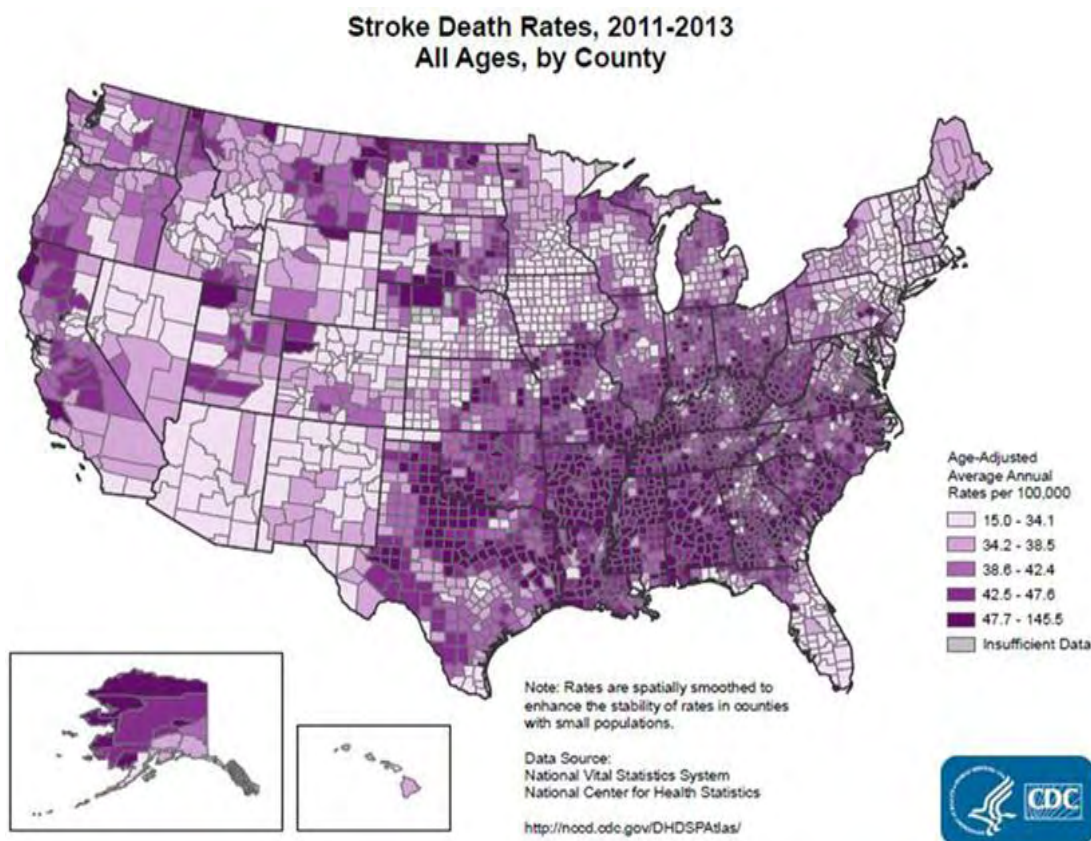 Stroke Death Rates, 2011-2013
All Ages, by County
Age-Adjusted
Average Annual
Rates per 100,000
15.0 - 34.1
34.2 - 38.5
38.6 - 42.4
42.5 - 47.6
47.7 - 145.5
Insufficient Data
Note: Rates are spatially smoothed to
enhance the stability of rates in counties
with small populations.
Data Source:
National Vital Statistics System
National Center for Health Statistics
http://nccd.cdc.gov/DHDSPAtlas/
CDC